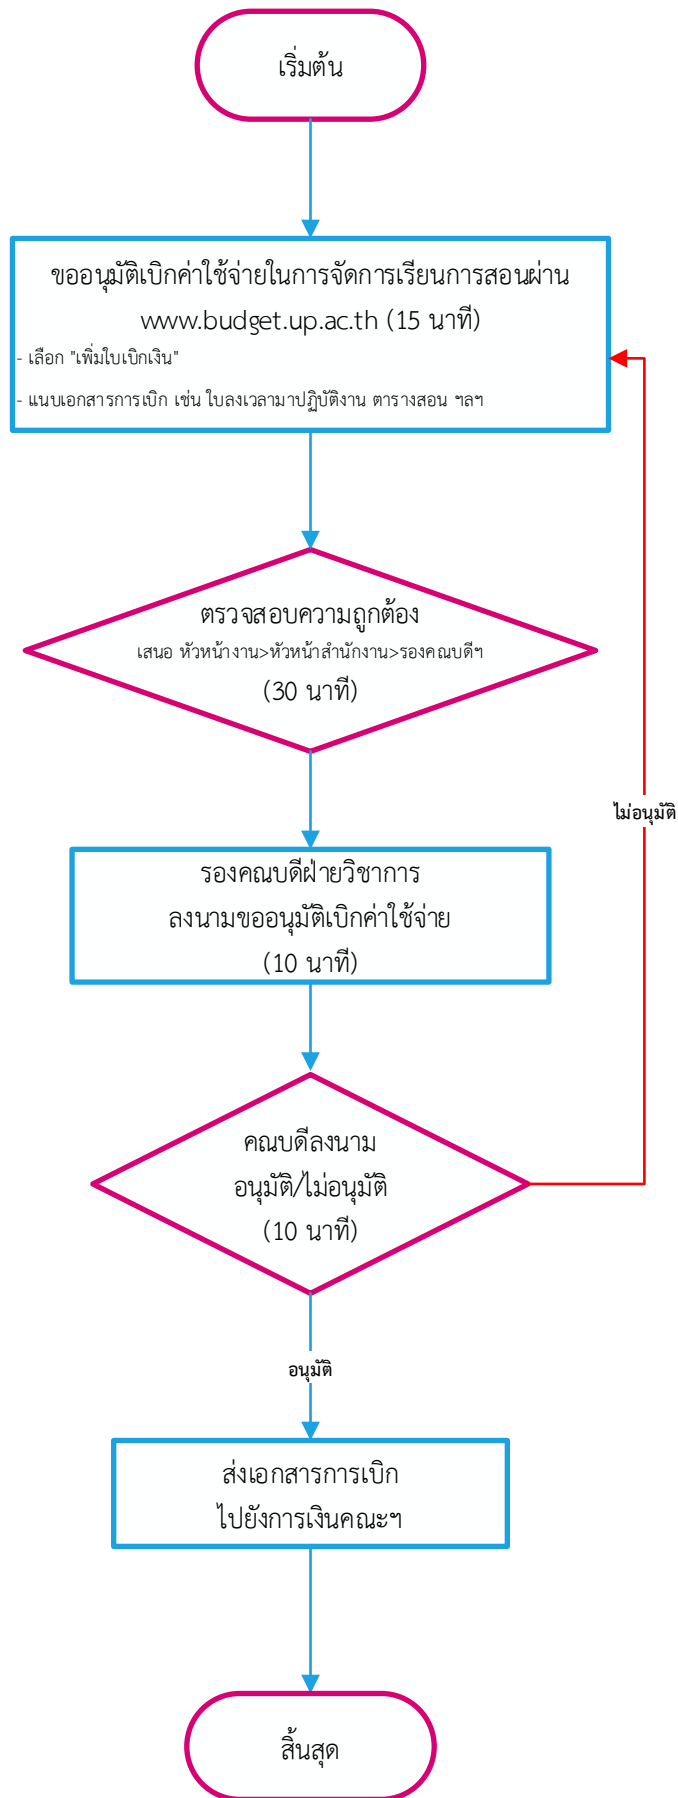 เริ่มต้น
ขออนุมัติเบิกค่าใช้จ่ายในการจัดการเรียนการสอนผ่าน
www.budget.up.ac.th (15 นาที)
- เลือก "เพิ่มใบเบิกเงิน"
- แนบเอกสารการเบิก เช่น ใบลงเวลามาปฏิบัติงาน ตารางสอน ฯลฯ
ตรวจสอบความถูกต้อง
เสนอ หัวหน้างาน>หัวหน้าสำนักงาน>รองคณบดีฯ
(30 นาที)
ไม่อนุมัติ
รองคณบดีฝ่ายวิชาการ
ลงนามขออนุมัติเบิกค่าใช้จ่าย
(10 นาที)
คณบดีลงนาม
อนุมัติ/ไม่อนุมัติ
(10 นาที)
อนุมัติ
ส่งเอกสารการเบิก
ไปยังการเงินคณะฯ
สิ้นสุด